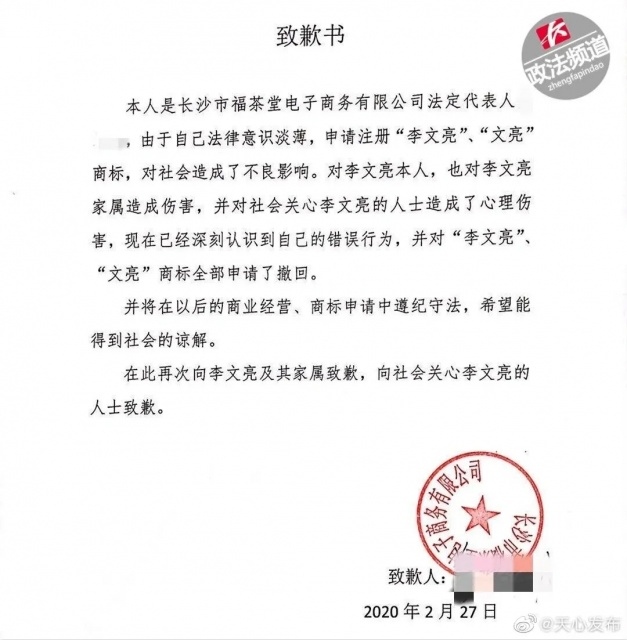 长
政法频道
zhengfapindao
致歉书
本人是长沙市福茶堂电子商务有限公司法定代表人
，由于自己法律意识淡薄，申请注册“李文亮”、“文亮”
商标，对社会造成了不良影响。对李文亮本人，也对李文亮
家属造成伤害，并对社会关心李文亮的人士造成了心理伤
害，现在已经深刻认识到自己的错误行为，并对“李文亮”、
“文亮”商标全部申请了撤回。
并将在以后的商业经营、商标申请中遵纪守法，希望能
得到社会的谅解。
在此再次向李文亮及其家属致歉，向社会关心李文亮的
人士致歉。
长沙市 子商务有限公司
致歉人：
2020年2月27日
@天心发布